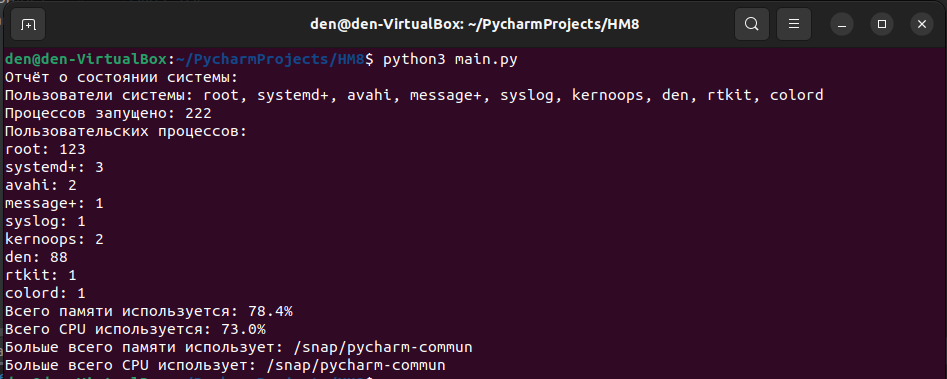 den@den-VirtualBox: ~/PycharmProjects/HM8
den@den-VirtualBox:~/PycharmProjects/HM8$ python3 main.py
Отчёт о состоянии системы:
Пользователи системы: root, systemd+, avahi, message+, syslog, kernoops, den, rtkit, colord
Процессов запущено: 222
Пользовательских процессов:
root: 123
systemd+: 3
avahi: 2
message+: 1
syslog: 1
kernoops: 2
den: 88
rtkit: 1
colord: 1
Всего памяти используется: 78.4%
Всего CPU используется: 73.0%
Больше всего памяти использует: /snap/pycharm-commun
Больше всего CPU использует: /snap/pycharm-commun